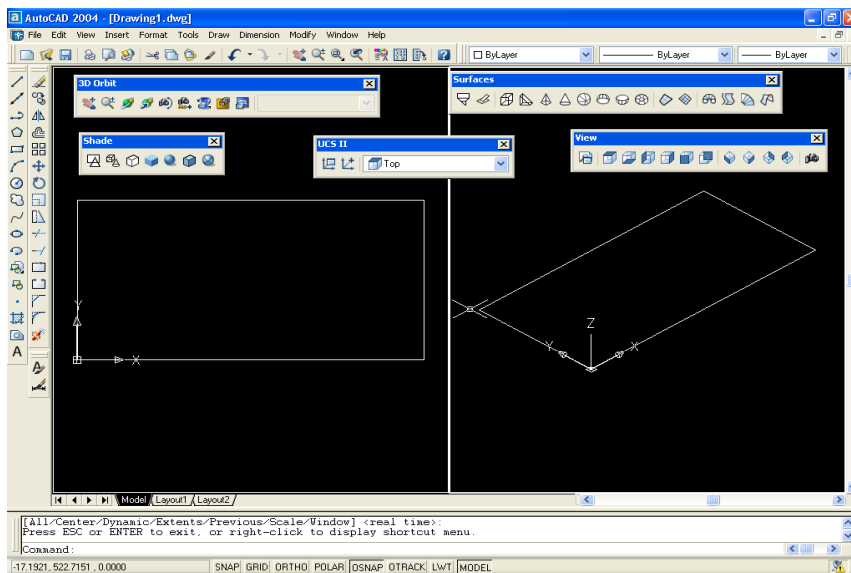 a AutoCAD 2004 - [Drawing1.dwg]
File Edit View Insert Format Tools Draw Dimension Modify Window Help
ByLayer ByLayer ByLayer
3D Orbit
Surfaces
Shade
UCS II
View
Top
Y
X
Z
Y
X
A
Model Layout1 Layout2
[All/Center/Dynamic/Extents/Previous/Scale/Window] <real time>:
Press ESC or ENTER to exit, or right-click to display shortcut menu.
Command:
-17.1921, 522.7151 , 0.0000 SNAP GRID ORTHO POLAR OSNAP OTRACK LWT MODEL